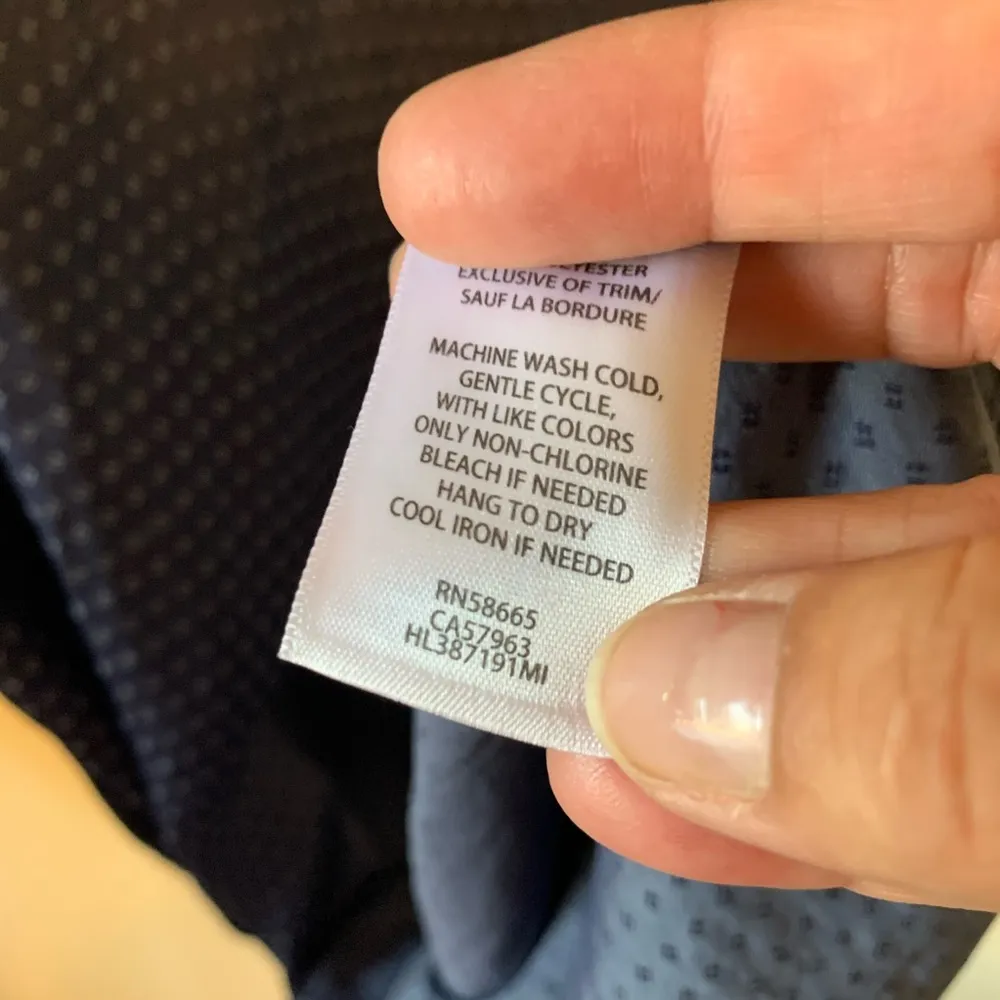 EXCLUSIVE OF TRIM/
SAUF LA BORDURE
MACHINE WASH COLD,
GENTLE CYCLE,
WITH LIKE COLORS
ONLY NON-CHLORINE
BLEACH IF NEEDED
HANG TO DRY
COOL IRON IF NEEDED
RN58665
CA57963
HL387191MI